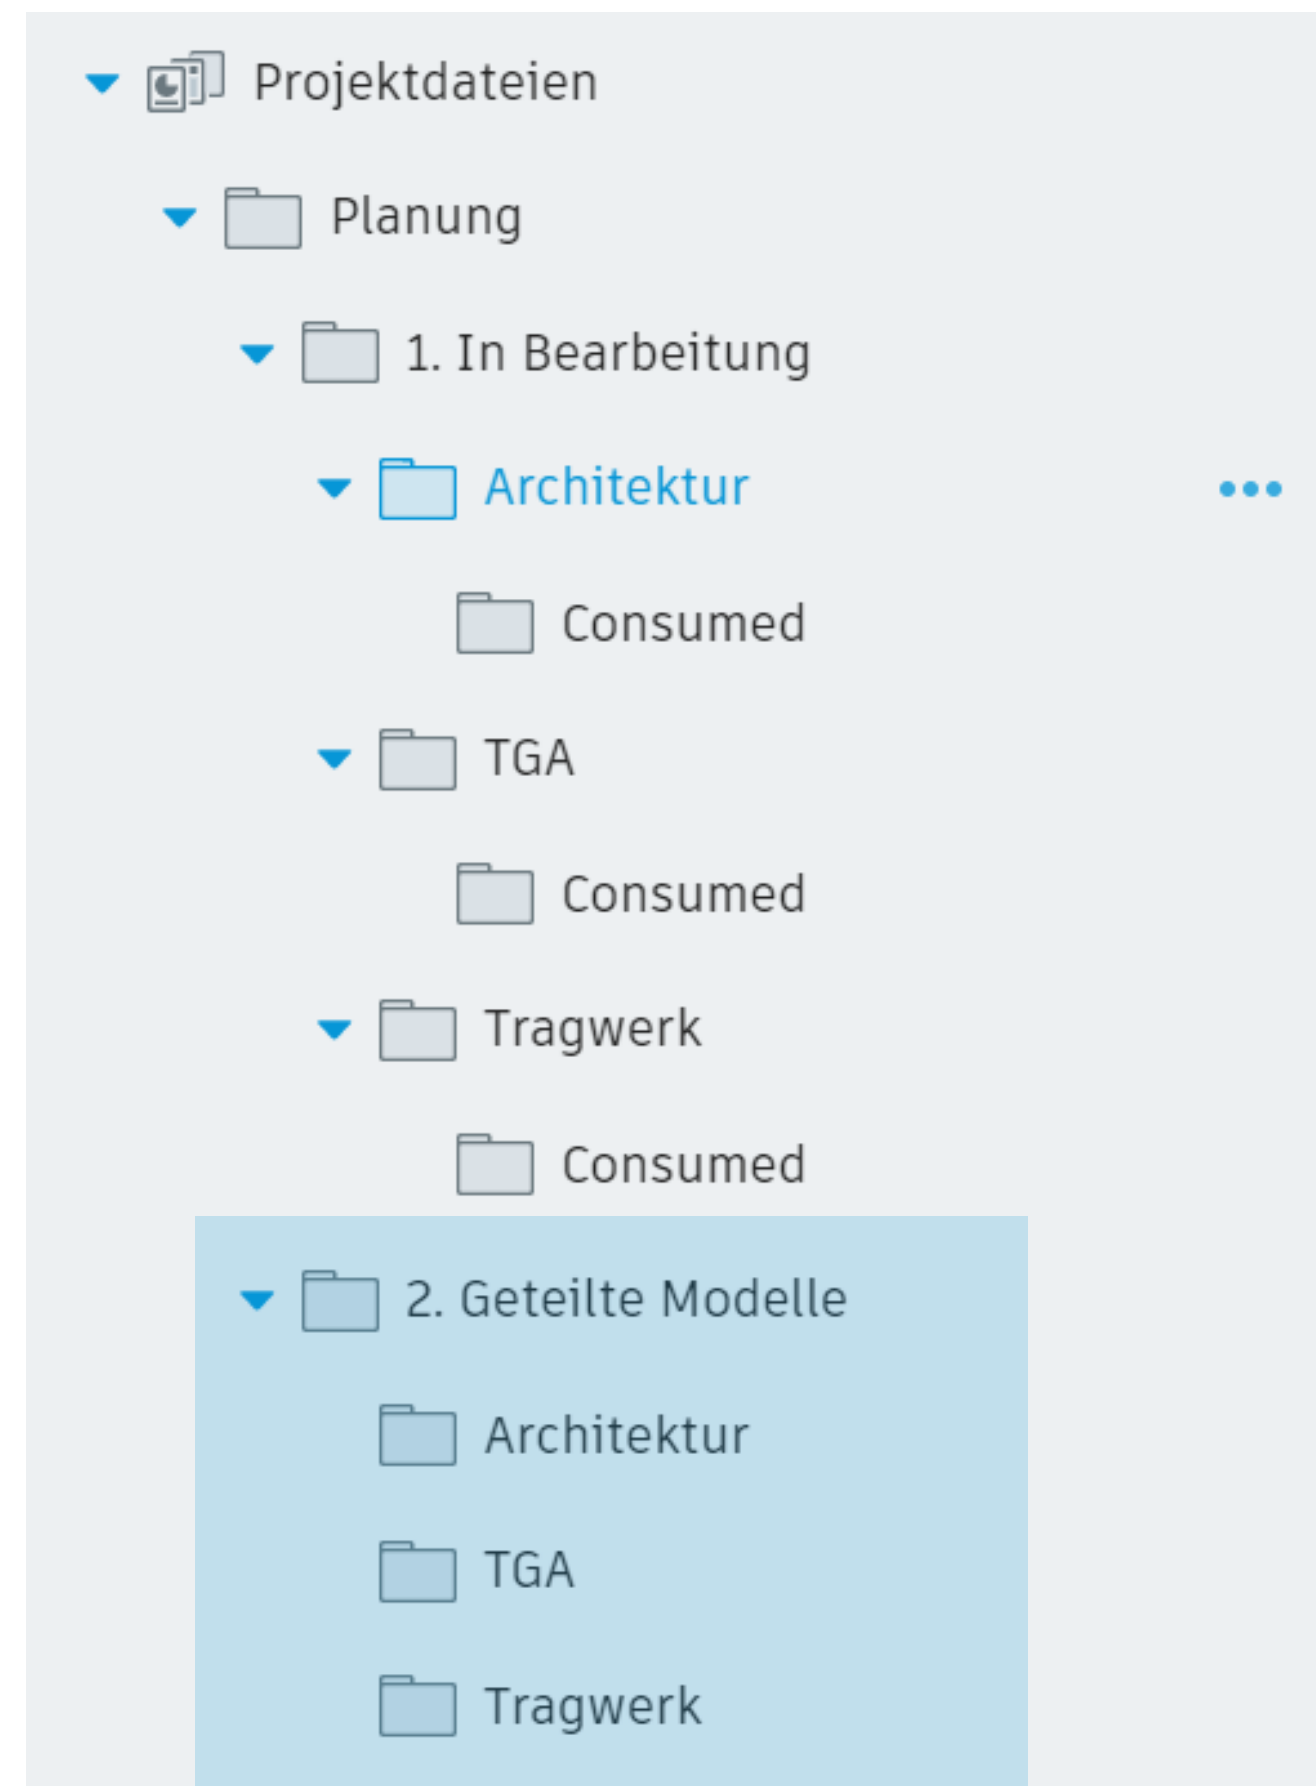 Projektdateien
Planung
1. In Bearbeitung
Architektur
Consumed
TGA
Consumed
Tragwerk
Consumed
2. Geteilte Modelle
Architektur
TGA
Tragwerk